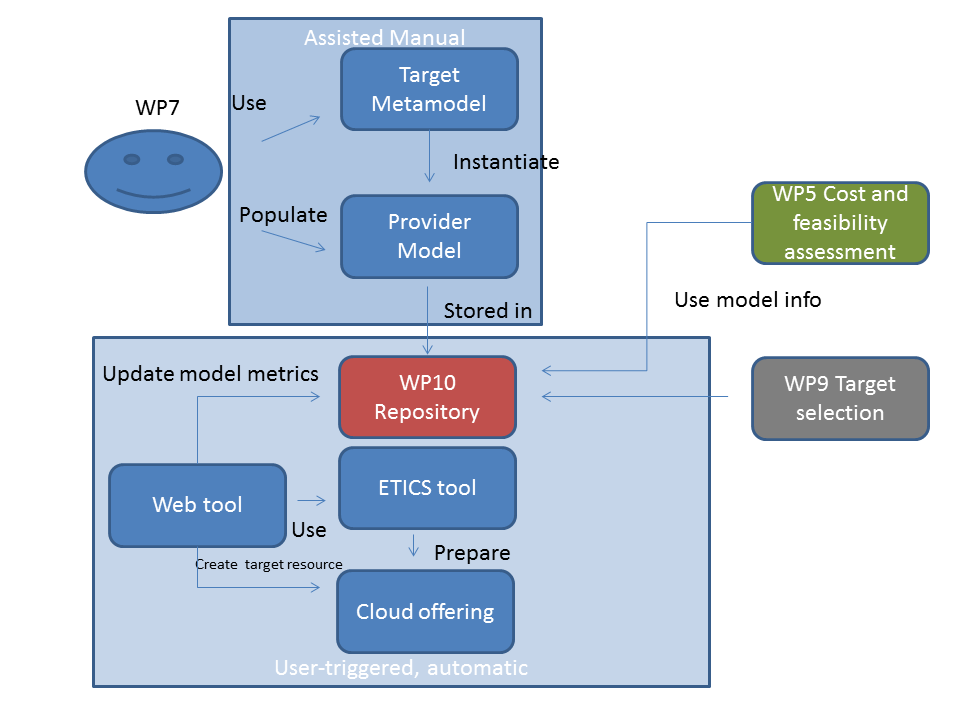 Assisted Manual
Target
Metamodel
WP7
Use
Instantiate
Populate
Provider
Model
WP5 Cost and
feasibility
assessment
Use model info
Stored in
Update model metrics
WP10
Repository
WP9 Target
selection
Web tool
ETICS tool
Use
Prepare
Create  target resource
Cloud offering
User-triggered, automatic